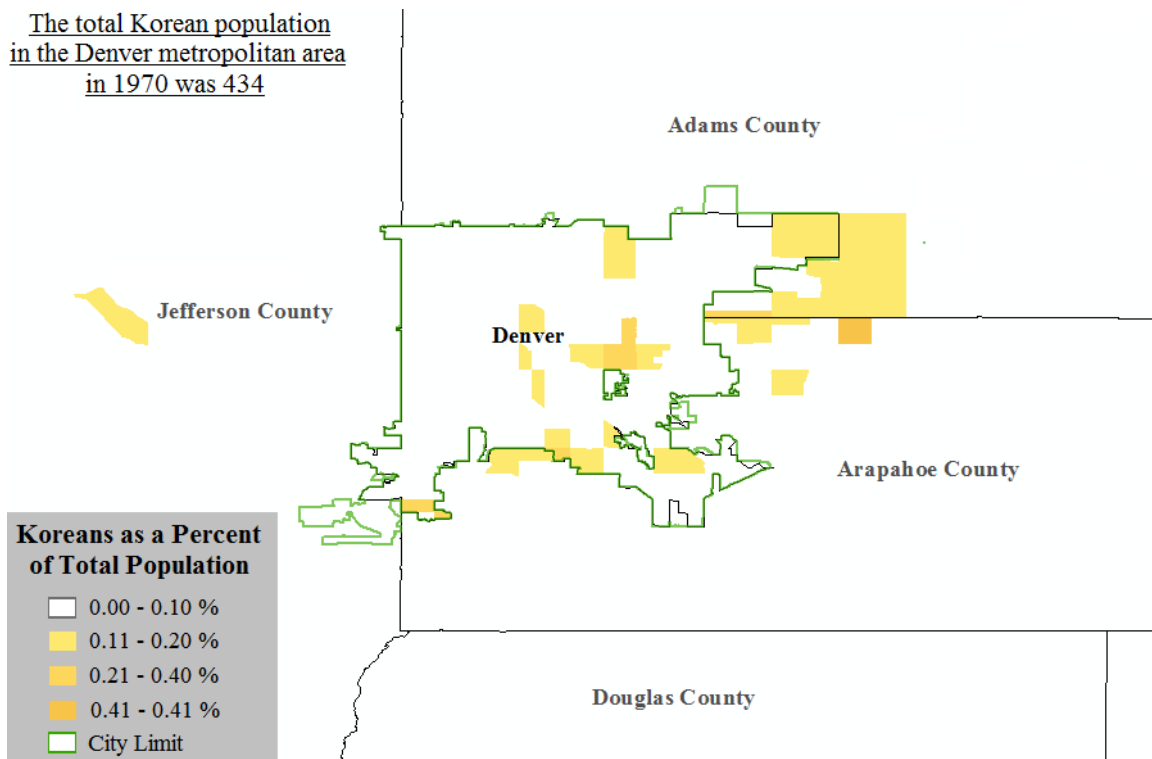 The total Korean population
in the Denver metropolitan area
in 1970 was 434
Adams County
Jefferson County
Denver
Arapahoe County
Koreans as a Percent
of Total Population
0.00 - 0.10 %
0.11 - 0.20 %
0.21 - 0.40 %
0.41 - 0.41 %
City Limit
Douglas County